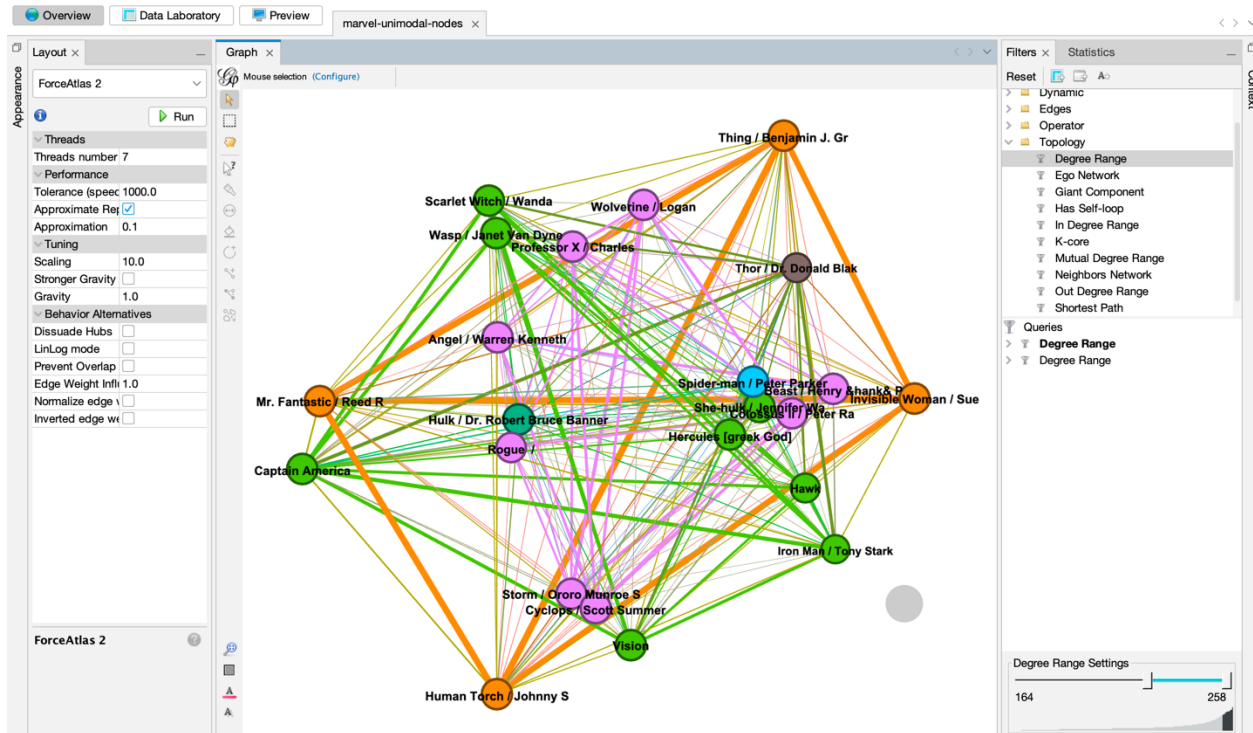 Overview
Data Laboratory
Preview
marvel-unimodal-nodes
Appearance
Layout
ForceAtlas 2
Run
Threads
Threads number 7
Performance
Tolerance (speed 1000.0
Approximate Rep
Approximation 0.1
Tuning
Scaling 10.0
Stronger Gravity
Gravity 1.0
Behavior Alternatives
Dissuade Hubs
LinLog mode
Prevent Overlap
Edge Weight Influ 1.0
Normalize edge
Inverted edge we
ForceAtlas 2
Graph
Mouse selection (Configure)
Thing / Benjamin J. Gr
Scarlet Witch / Wanda
Wolverine / Logan
Wasp / Janet Van Dyne
Professor X / Charles
Thor / Dr. Donald Blak
Angel / Warren Kenneth
Spider-man / Peter Parker
Beast / Henry &hank& P
Mr. Fantastic / Reed R
Invisible Woman / Sue
She-hulk / Jennifer Wa
Colossus II / Peter Ra
Hulk / Dr. Robert Bruce Banner
Hercules [greek God]
Rogue /
Captain America
Hawk
Iron Man / Tony Stark
Storm / Ororo Munroe S
Cyclops / Scott Summer
Vision
Human Torch / Johnny S
Filters
Statistics
Reset
Dynamic
Edges
Operator
Topology
Degree Range
Ego Network
Giant Component
Has Self-loop
In Degree Range
K-core
Mutual Degree Range
Neighbors Network
Out Degree Range
Shortest Path
Queries
Degree Range
Degree Range
Degree Range Settings
164
258
Context